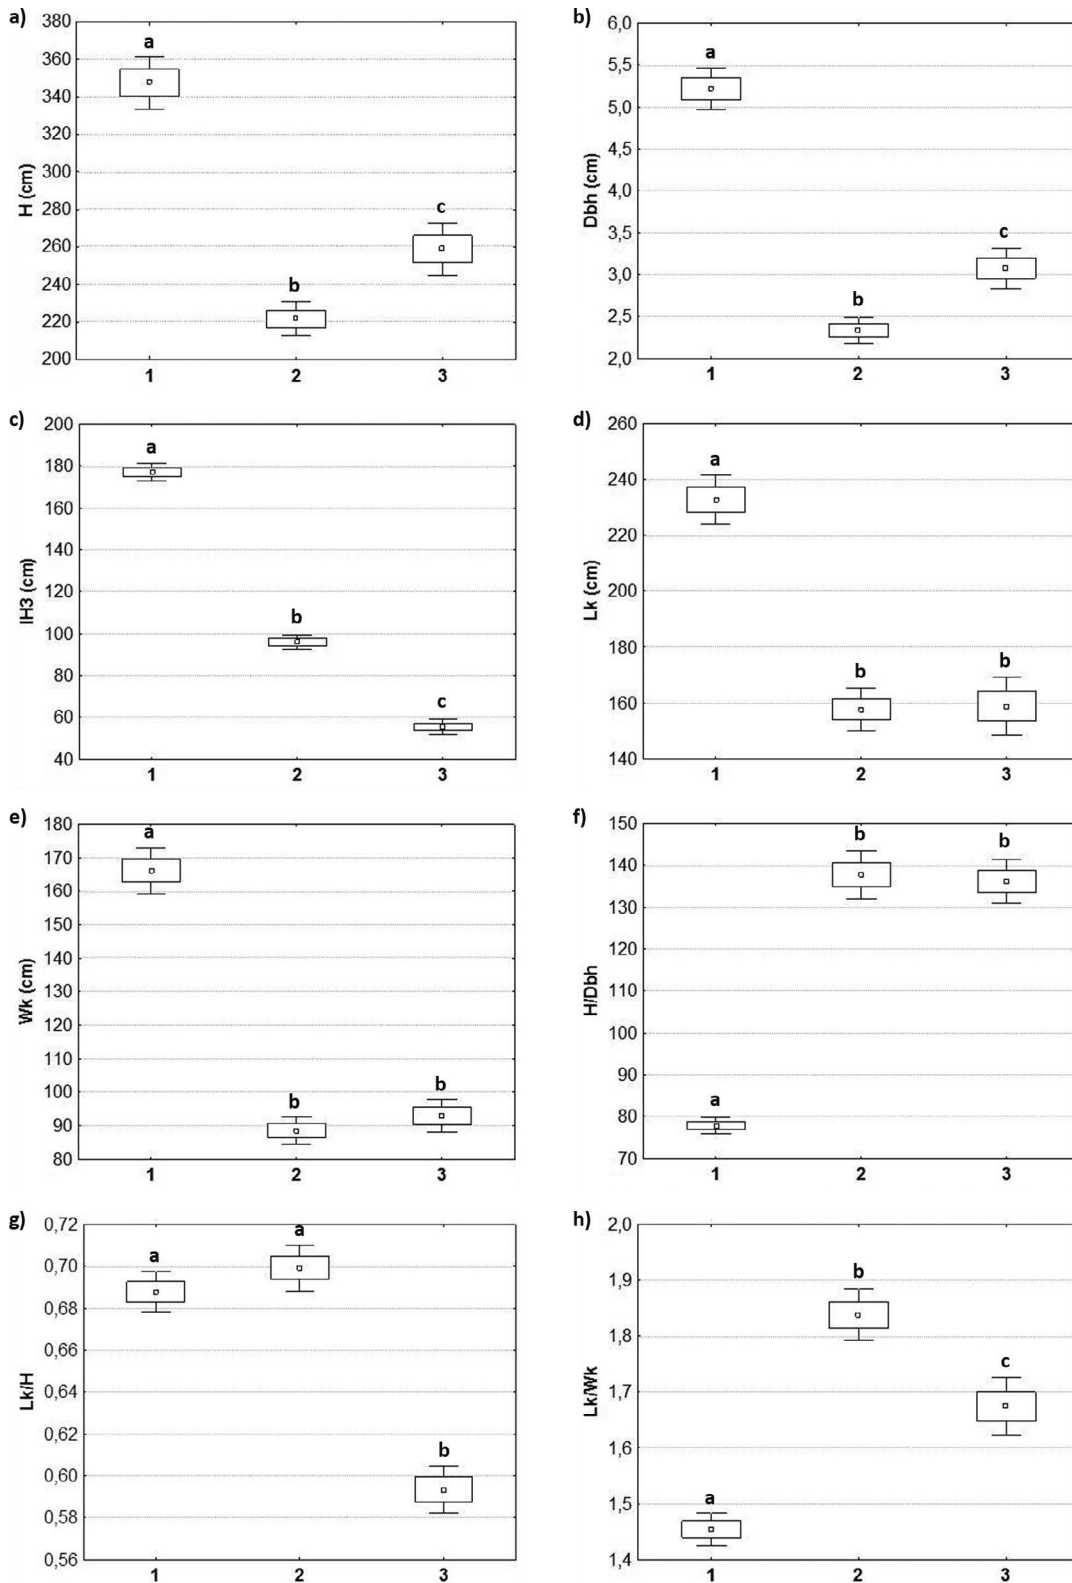 a)
380
360
340
320
300
280
260
240
220
200
H (cm)
a
b
c
1 2 3
b)
6,0
5,5
5,0
4,5
4,0
3,5
3,0
2,5
2,0
Dbh (cm)
a
b
c
1 2 3
c)
200
180
160
140
120
100
80
60
40
IH3 (cm)
a
b
c
1 2 3
d)
260
240
220
200
180
160
140
Lk (cm)
a
b
b
1 2 3
e)
180
170
160
150
140
130
120
110
100
90
80
Wk (cm)
a
b
b
1 2 3
f)
150
140
130
120
110
100
90
80
70
H/Dbh
a
b
b
1 2 3
g)
0,72
0,70
0,68
0,66
0,64
0,62
0,60
0,58
0,56
Lk/H
a
a
b
1 2 3
h)
2,0
1,9
1,8
1,7
1,6
1,5
1,4
Lk/Wk
a
b
c
1 2 3